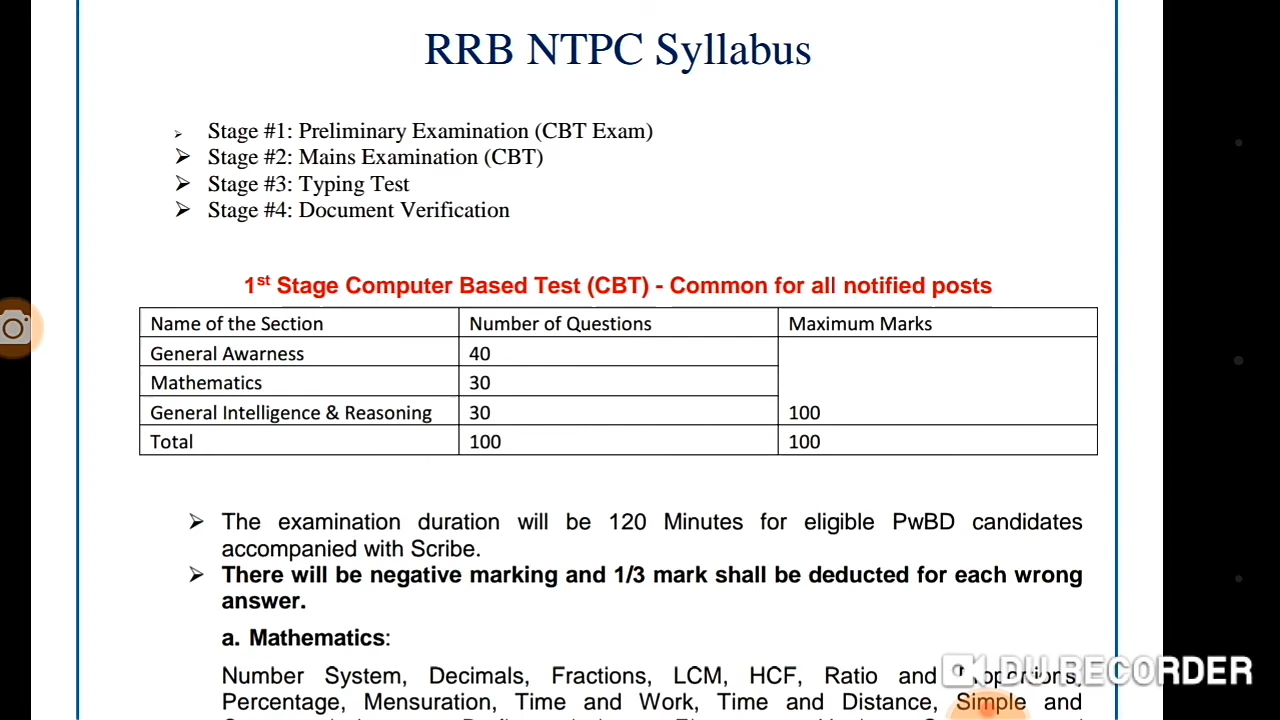 RRB NTPC Syllabus
➢ Stage #1: Preliminary Examination (CBT Exam)
➢ Stage #2: Mains Examination (CBT)
➢ Stage #3: Typing Test
➢ Stage #4: Document Verification
1st Stage Computer Based Test (CBT) - Common for all notified posts
Name of the Section Number of Questions Maximum Marks
General Awarness 40
Mathematics 30
General Intelligence & Reasoning 30 100
Total 100 100
➢ The examination duration will be 120 Minutes for eligible PwBD candidates
accompanied with Scribe.
➢ There will be negative marking and 1/3 mark shall be deducted for each wrong
answer.
a. Mathematics:
DU RECORDER
Number System, Decimals, Fractions, LCM, HCF, Ratio and
Percentage, Mensuration, Time and Work, Time and Distance, Simple and